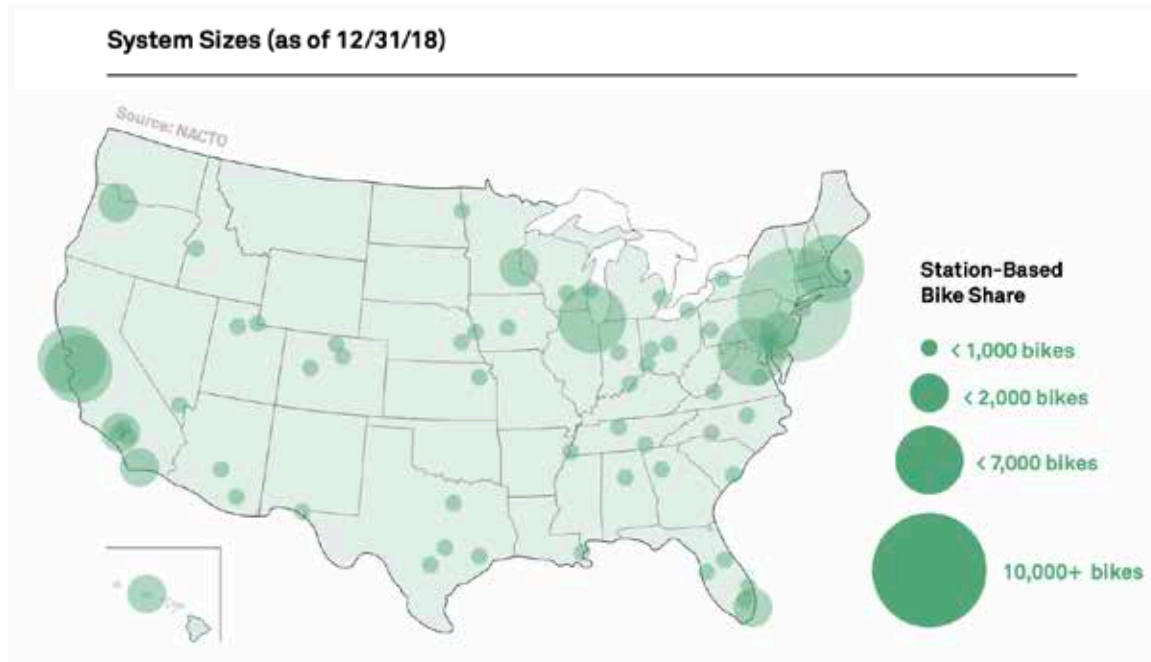 System Sizes (as of 12/31/18)
Source: NACTO
Station-Based
Bike Share
< 1,000 bikes
< 2,000 bikes
< 7,000 bikes
10,000+ bikes